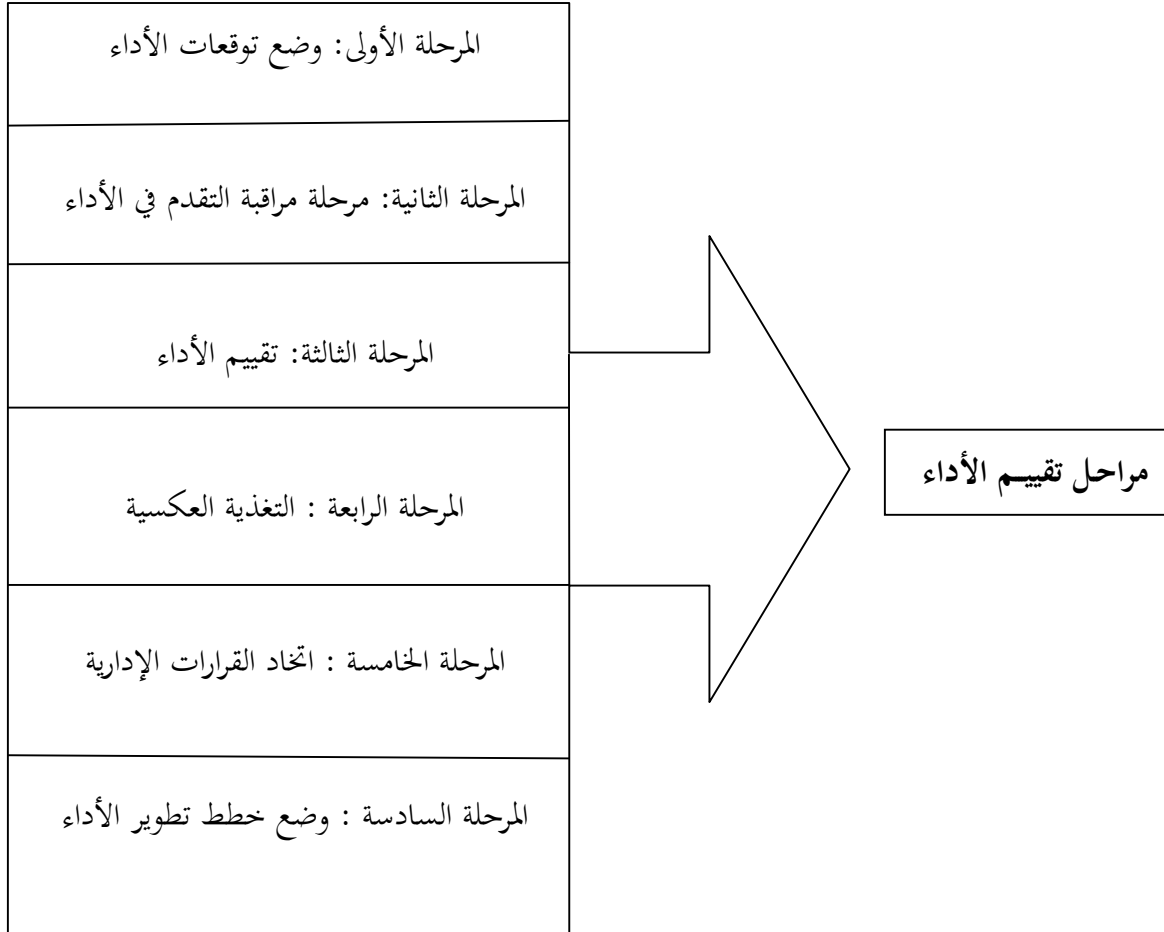 المرحلة الأولى: وضع توقعات الأداء
المرحلة الثانية: مرحلة مراقبة التقدم في الأداء
المرحلة الثالثة: تقييم الأداء
المرحلة الرابعة : التغذية العكسية
المرحلة الخامسة : اتخاد القرارات الإدارية
المرحلة السادسة : وضع خطط تطوير الأداء
مراحل تقييـم الأداء